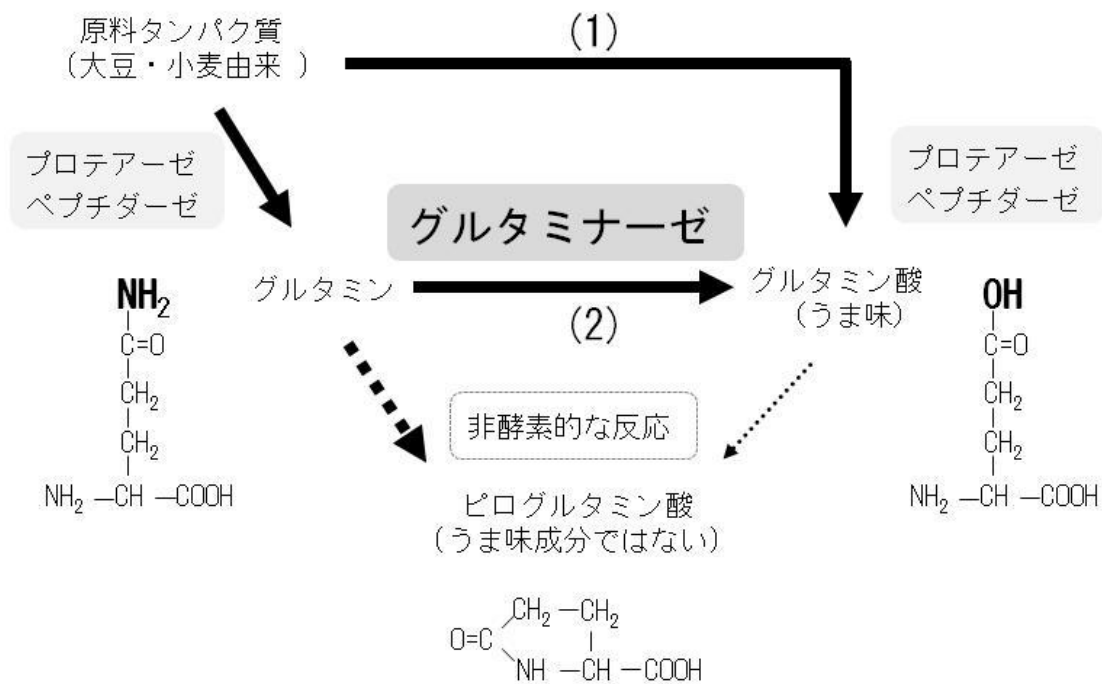 原料タンパク質
(大豆・小麦由来 )
(1)
プロテアーゼ
ペプチダーゼ
プロテアーゼ
ペプチダーゼ
グルタミナーゼ
グルタミン
(2)
グルタミン酸
(うま味)
NH2
C=O
CH2
CH2
NH2 —CH —COOH
OH
C=O
CH2
CH2
NH2 —CH —COOH
非酵素的な反応
ピログルタミン酸
(うま味成分ではない)
CH2 —CH2
O=C
NH —CH —COOH